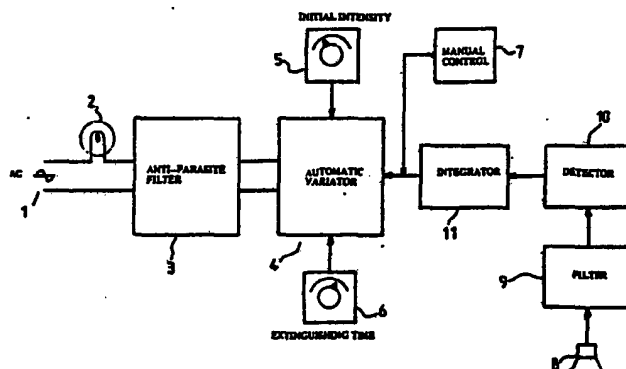 INITIAL INTENSITY
5
MANUAL
CONTROL
7
2
10
AC
ANTI-PARASITE
FILTER
AUTOMATIC
VARIATOR
INTEGRATOR
DETECTOR
1
3
4
11
FILTER
9
6
EXTINGUISHING TIME
8